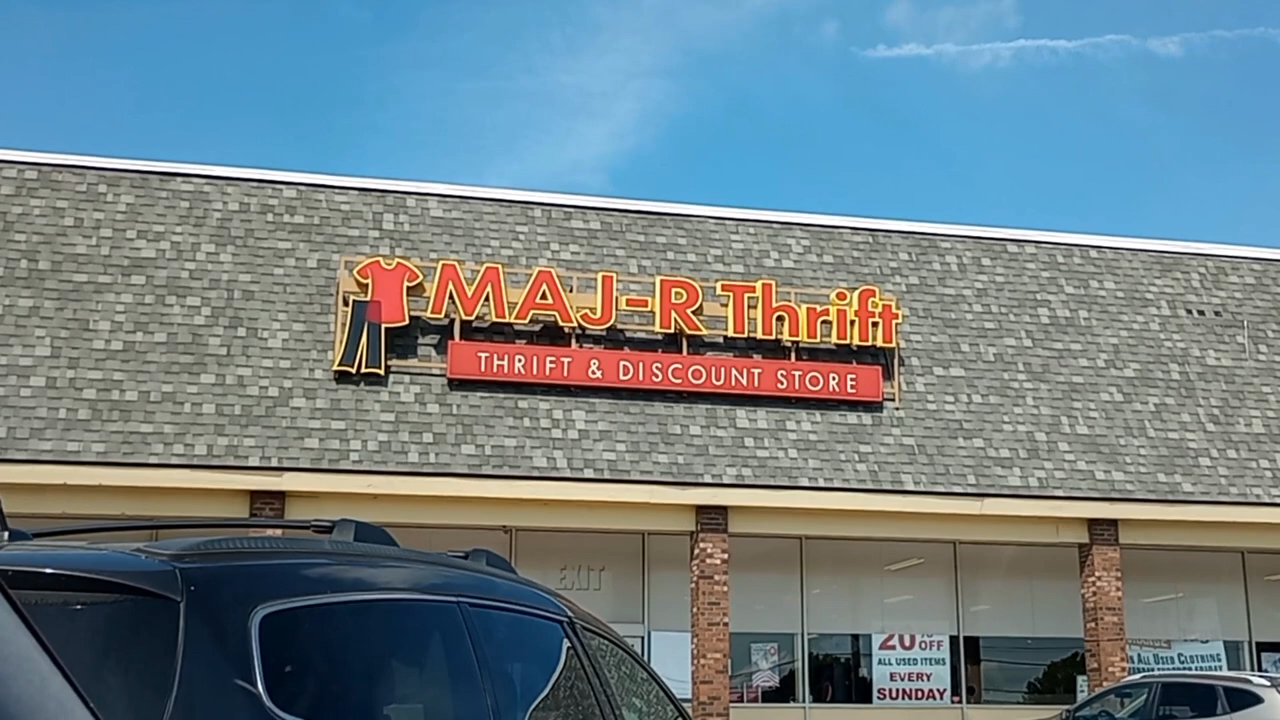 MAJ-R Thrift
THRIFT & DISCOUNT STORE
EXIT
20% OFF
ALL USED ITEMS
EVERY
SUNDAY
ALL USED CLOTHING